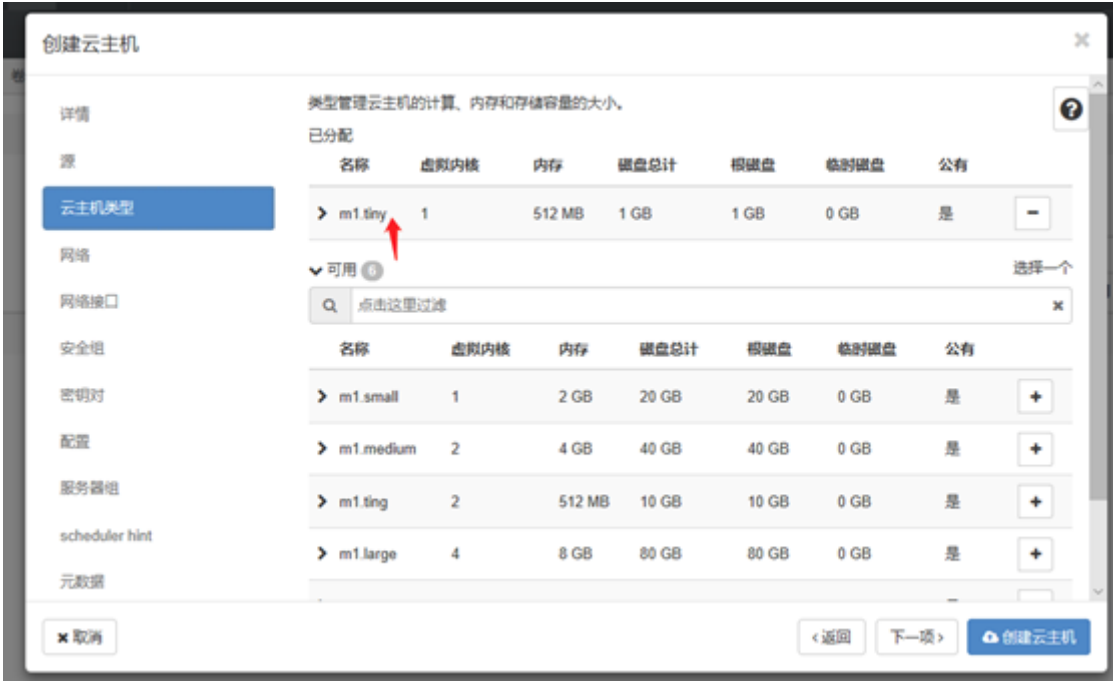 创建云主机
卷
详情
源
云主机类型
网络
网络接口
安全组
密钥对
配置
服务器组
scheduler hint
元数据
类型管理云主机的计算、内存和存储容量的大小。
已分配
名称 虚拟内核 内存 磁盘总计 根磁盘 临时磁盘 公有
m1.tiny 1 512 MB 1 GB 1 GB 0 GB 是
可用 6 选择一个
点击这里过滤
名称 虚拟内核 内存 磁盘总计 根磁盘 临时磁盘 公有
m1.small 1 2 GB 20 GB 20 GB 0 GB 是
m1.medium 2 4 GB 40 GB 40 GB 0 GB 是
m1.ting 2 512 MB 10 GB 10 GB 0 GB 是
m1.large 4 8 GB 80 GB 80 GB 0 GB 是
取消 ‹返回 下一项› 创建云主机